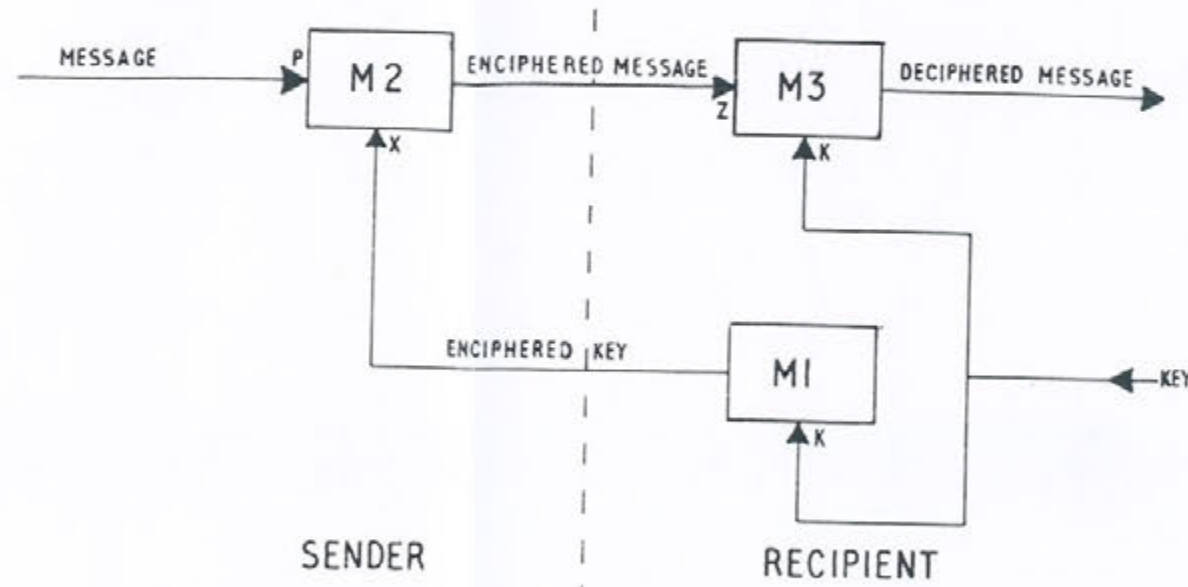 MESSAGE
P
M2
X
ENCIPHERED MESSAGE
Z
M3
K
DECIPHERED MESSAGE
ENCIPHERED KEY
M1
K
KEY
SENDER
RECIPIENT